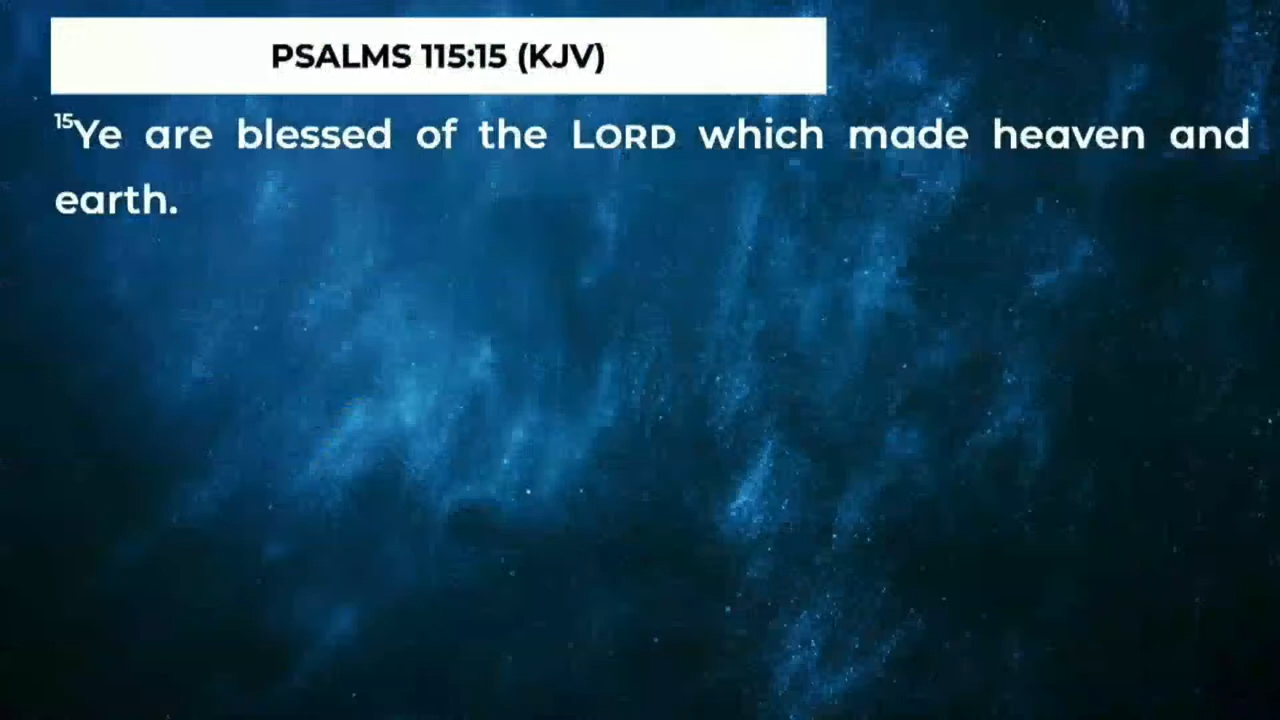 PSALMS 115:15 (KJV)
15Ye are blessed of the LORD which made heaven and
earth.